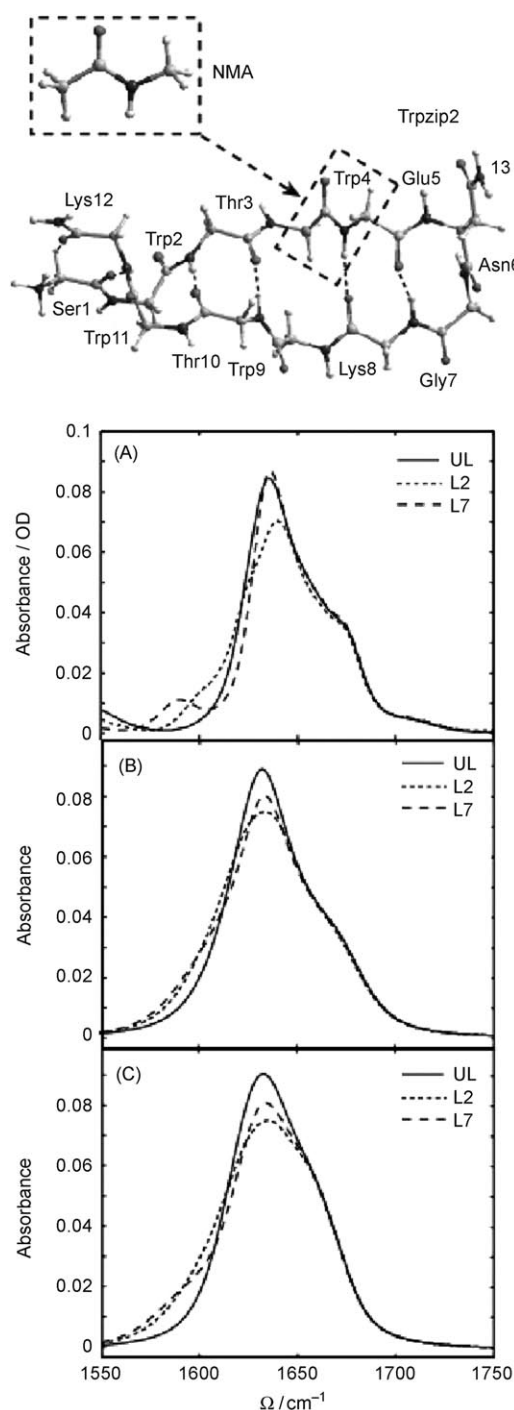 NMA
Trpzip2
Trp4
Glu5
13
Lys12
Thr3
Trp2
Asn6
Ser1
Trp11
Thr10
Trp9
Lys8
Gly7
(A)
UL
L2
L7
Absorbance / OD
0.1
0.08
0.06
0.04
0.02
0
(B)
UL
L2
L7
Absorbance
0.08
0.06
0.04
0.02
0
(C)
UL
L2
L7
Absorbance
0.08
0.06
0.04
0.02
0
1550 1600 1650 1700 1750
Ω / cm⁻¹